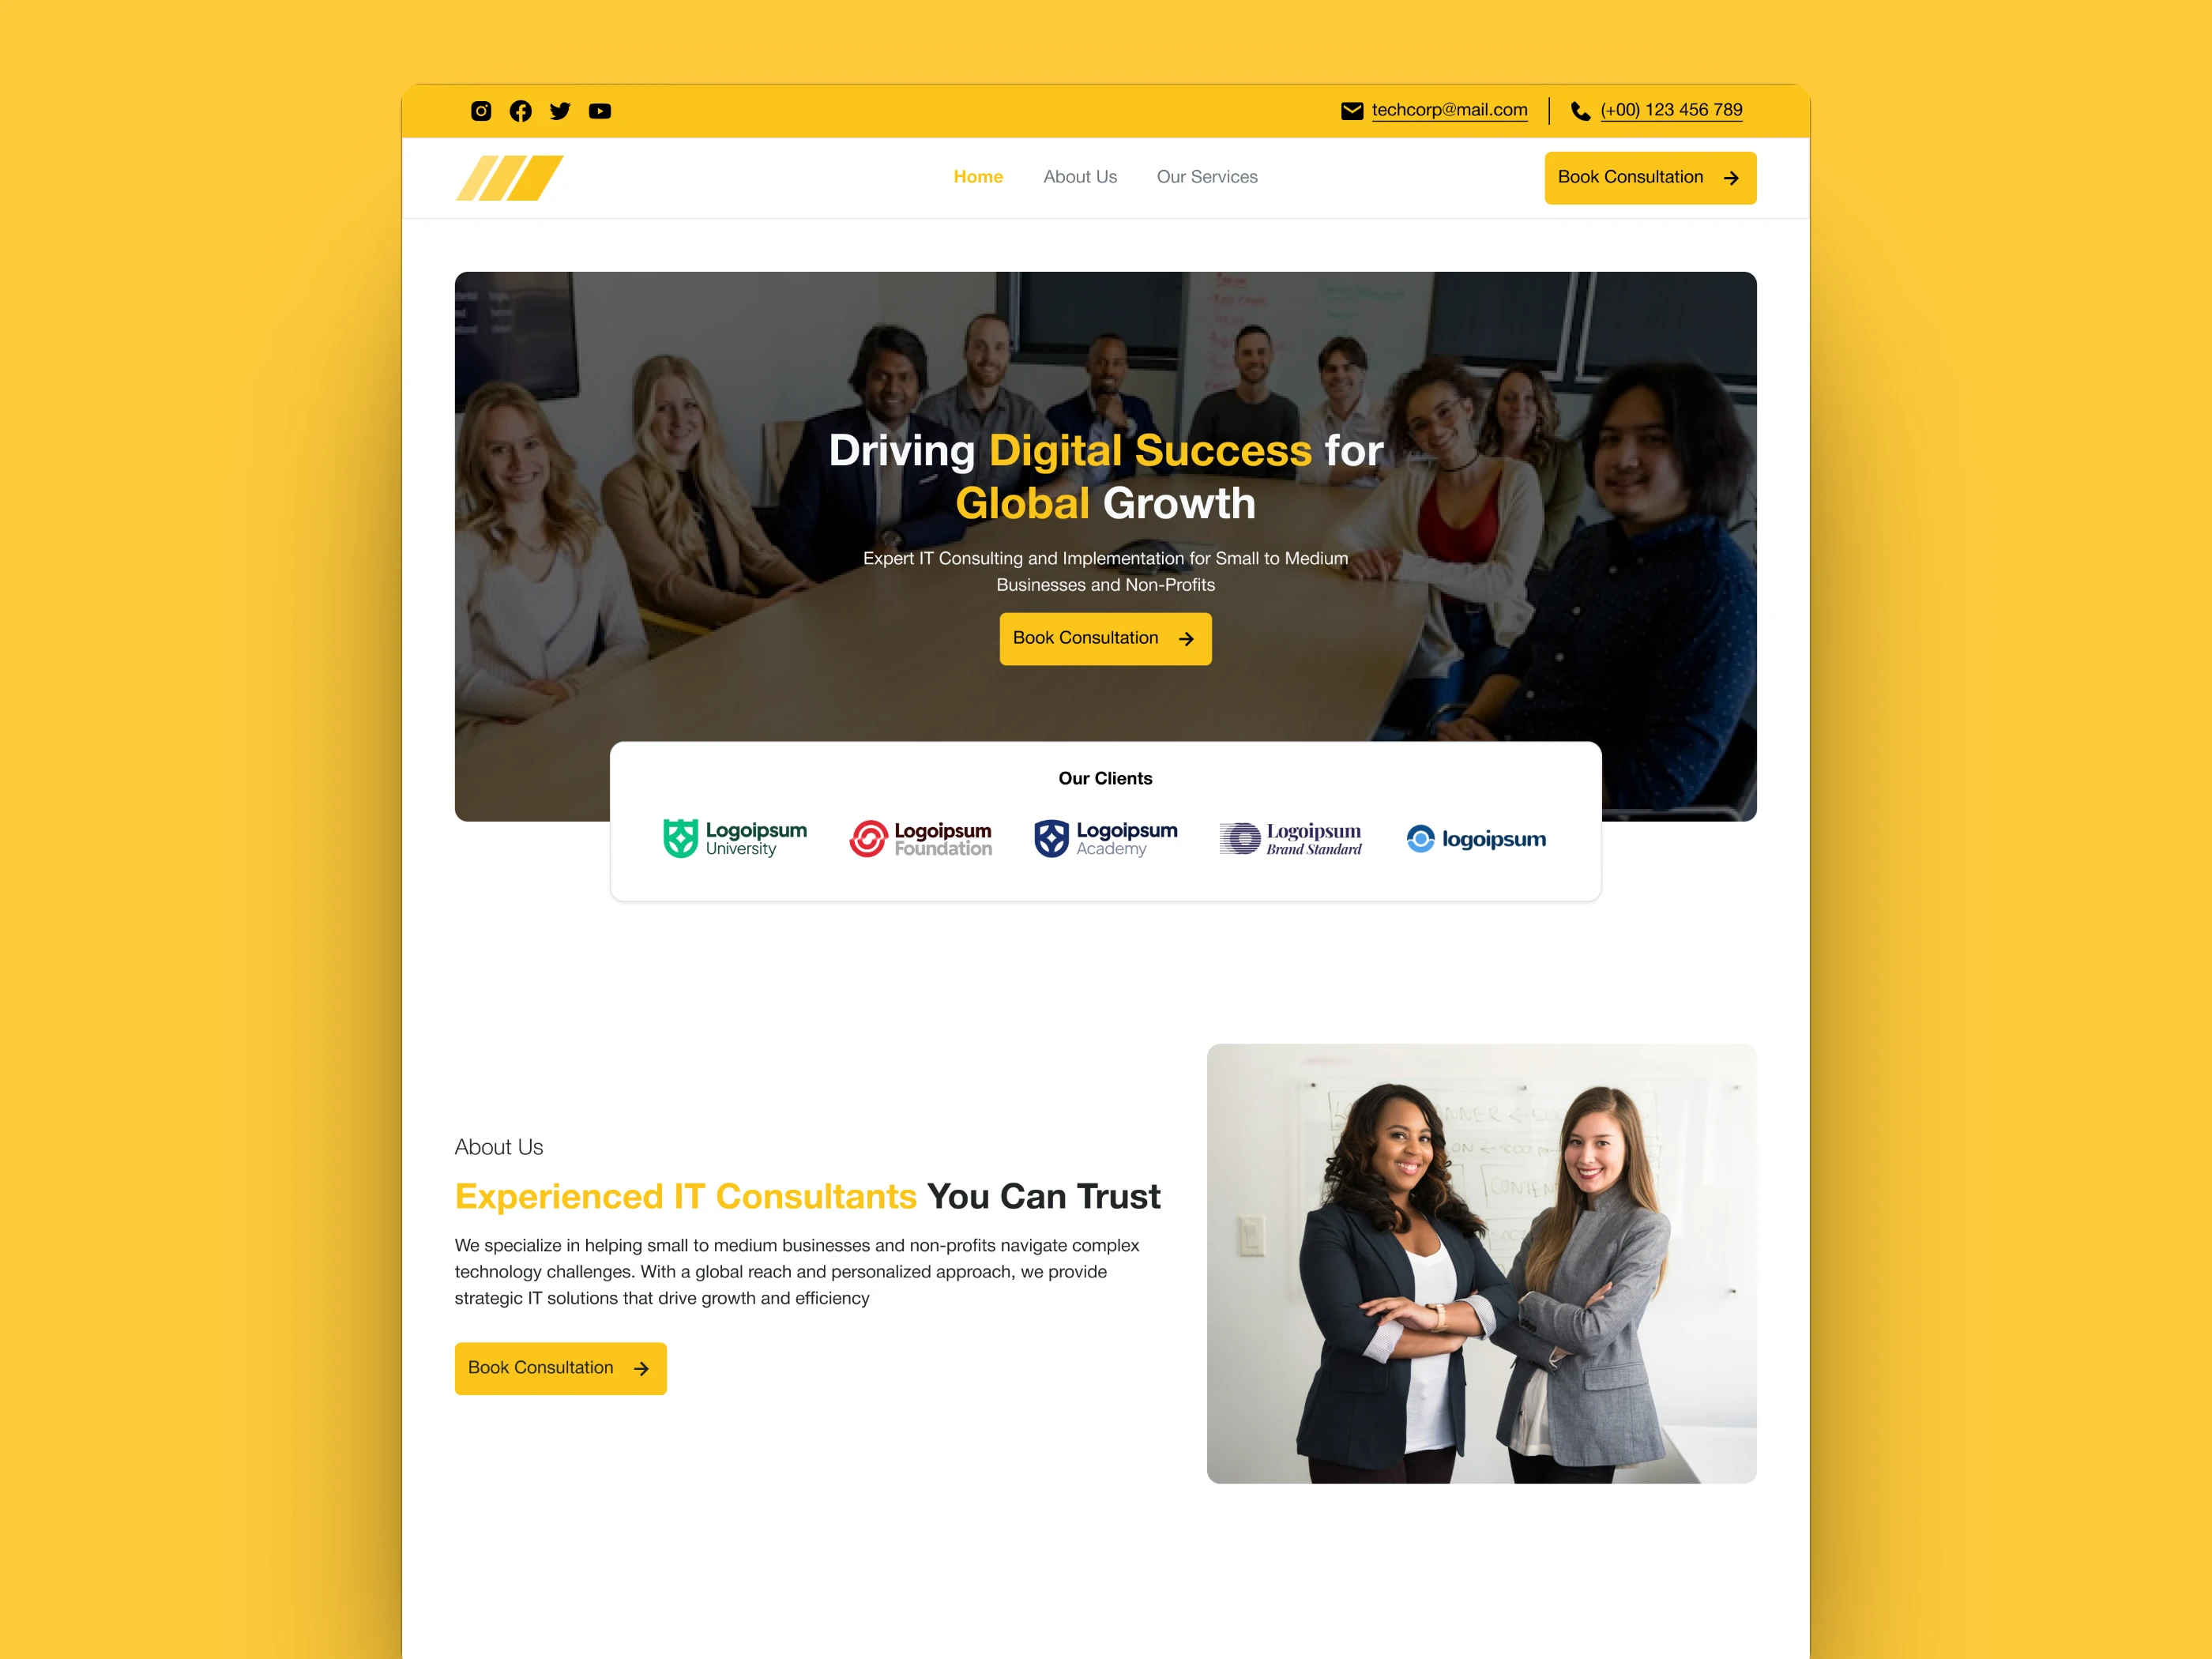 techcorp@mail.com
(+00) 123 456 789
Home
About Us
Our Services
Book Consultation
Driving Digital Success for
Global Growth
Expert IT Consulting and Implementation for Small to Medium
Businesses and Non-Profits
Book Consultation
Our Clients
Logoipsum
University
Logoipsum
Foundation
Logoipsum
Academy
Logoipsum
Brand Standard
logoipsum
About Us
Experienced IT Consultants You Can Trust
We specialize in helping small to medium businesses and non-profits navigate complex
technology challenges. With a global reach and personalized approach, we provide
strategic IT solutions that drive growth and efficiency
Book Consultation